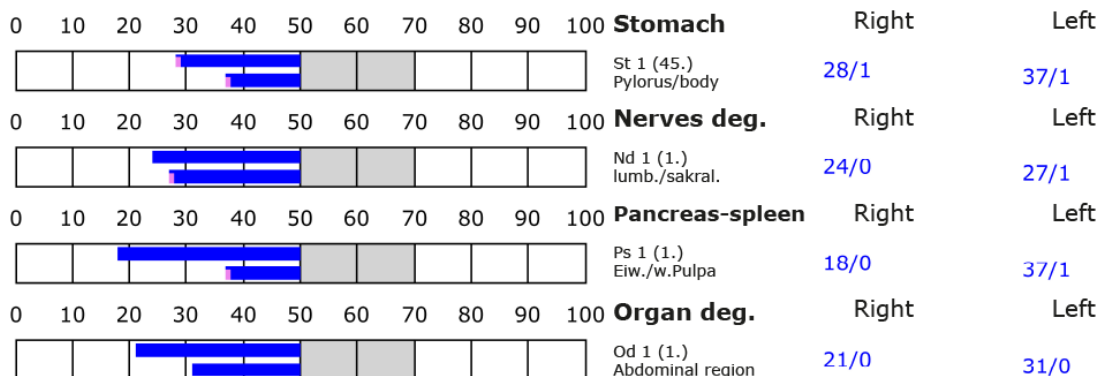 0 10 20 30 40 50 60 70 80 90 100 Stomach Right Left
St 1 (45.)
Pylorus/body 28/1 37/1
0 10 20 30 40 50 60 70 80 90 100 Nerves deg. Right Left
Nd 1 (1.)
lumb./sakral. 24/0 27/1
0 10 20 30 40 50 60 70 80 90 100 Pancreas-spleen Right Left
Ps 1 (1.)
Eiw./w.Pulpa 18/0 37/1
0 10 20 30 40 50 60 70 80 90 100 Organ deg. Right Left
Od 1 (1.)
Abdominal region 21/0 31/0